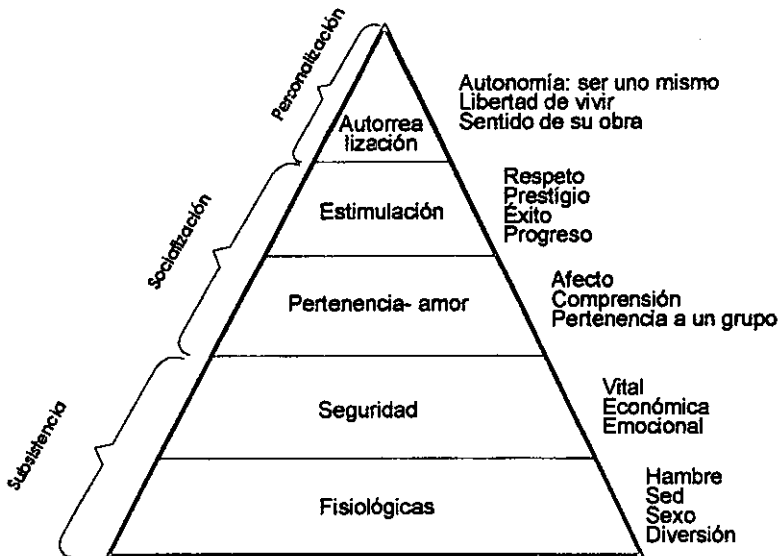 Personalización
Autorrea
lización
Autonomía: ser uno mismo
Libertad de vivir
Sentido de su obra
Socialización
Estimulación
Respeto
Prestígio
Éxito
Progreso
Pertenencia- amor
Afecto
Comprensión
Pertenencia a un grupo
Subsistencia
Seguridad
Vital
Económica
Emocional
Fisiológicas
Hambre
Sed
Sexo
Diversión